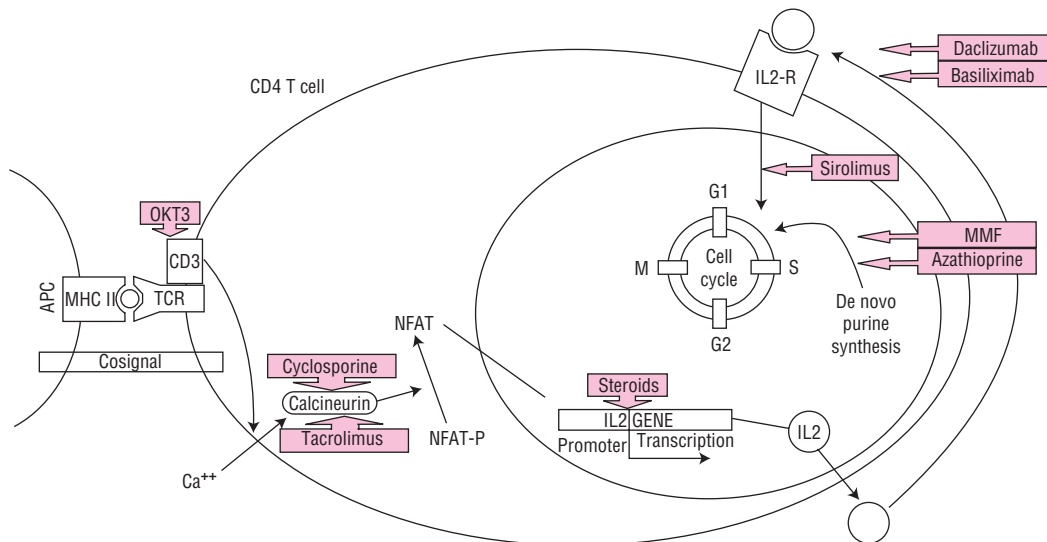 Daclizumab
Basiliximab
IL2-R
CD4 T cell
Sirolimus
G1
OKT3
MMF
Azathioprine
CD3
Cell
cycle
M
S
APC
MHC II
TCR
De novo
purine
synthesis
G2
NFAT
Cosignal
Cyclosporine
Steroids
Calcineurin
IL2 GENE
IL2
Tacrolimus
NFAT-P
Promoter
Transcription
Ca++